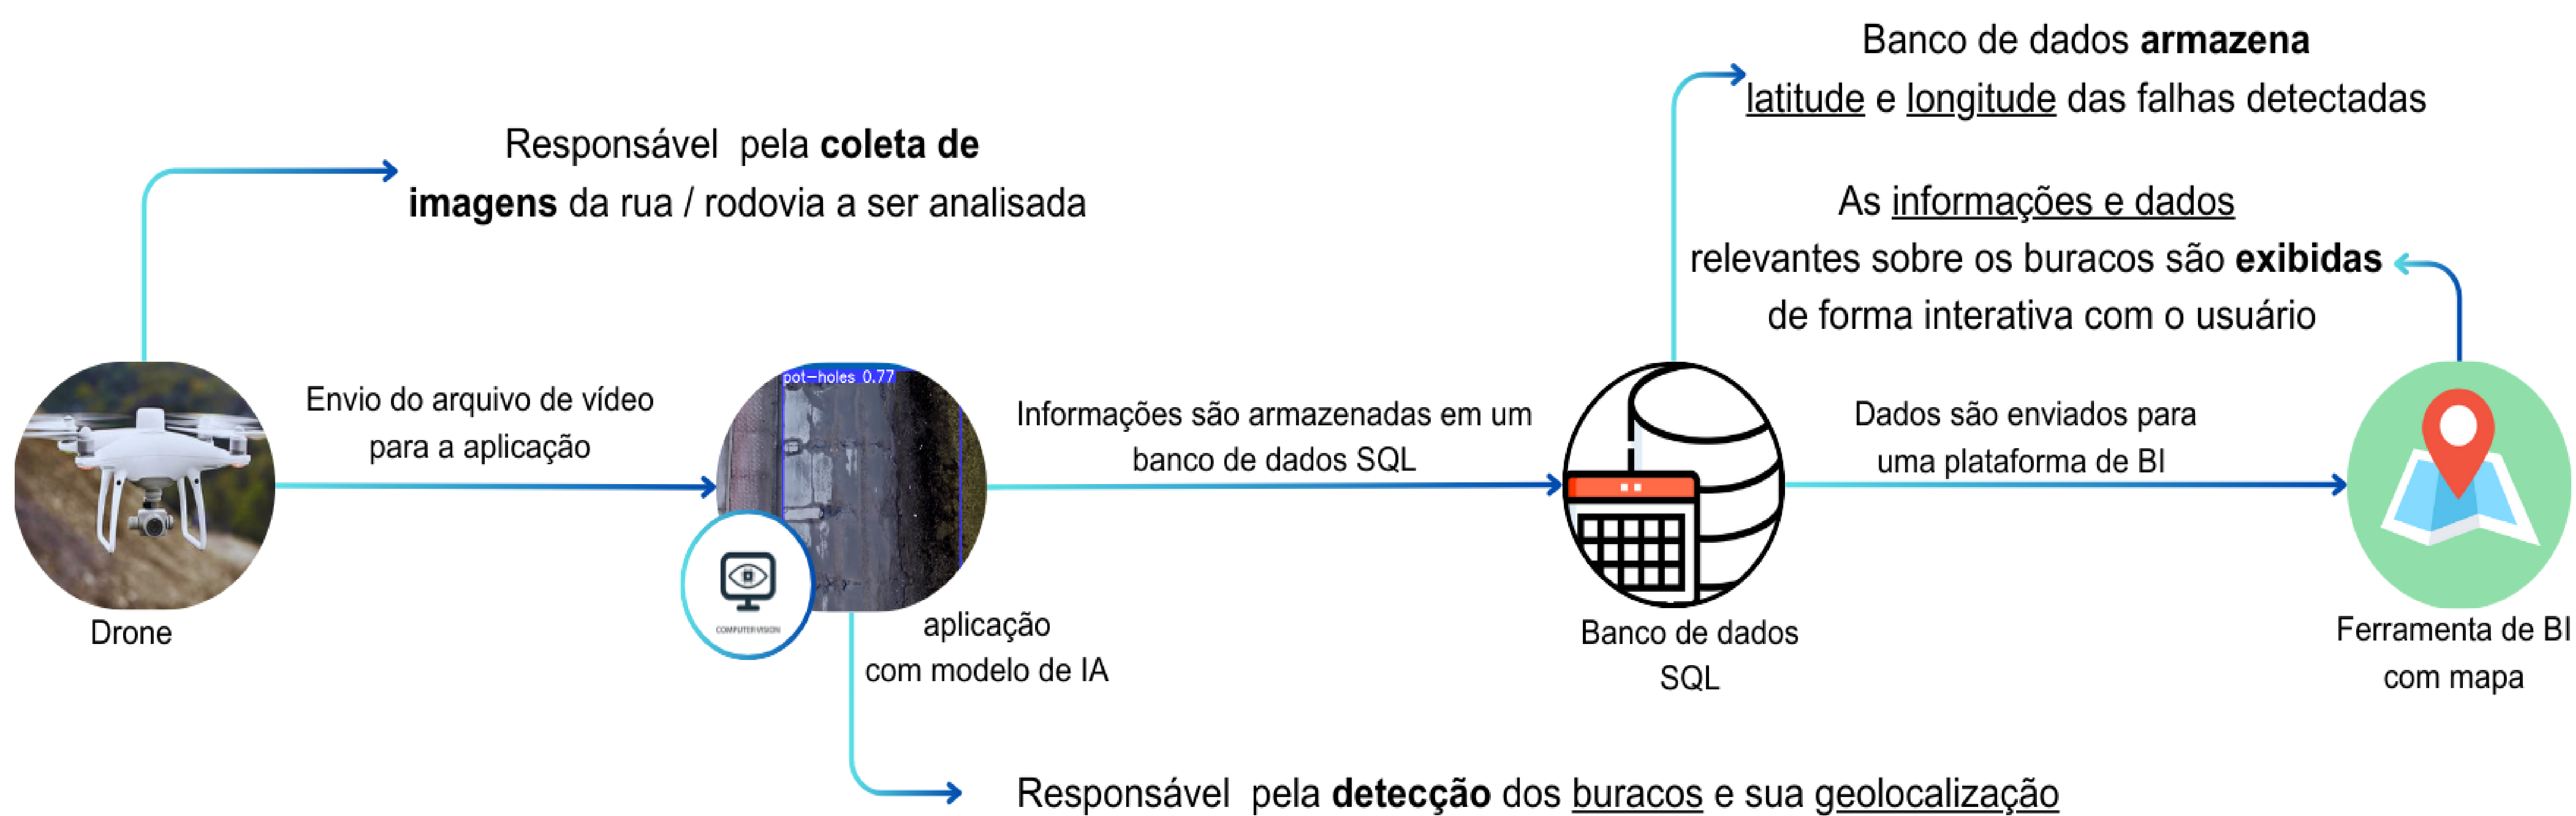 Banco de dados armazena
latitude e longitude das falhas detectadas
Responsável pela coleta de
imagens da rua / rodovia a ser analisada
As informações e dados
relevantes sobre os buracos são exibidas
de forma interativa com o usuário
pot-holes 0.77
Envio do arquivo de vídeo
para a aplicação
Informações são armazenadas em um
banco de dados SQL
Dados são enviados para
uma plataforma de BI
COMPUTER VISION
Drone
aplicação
com modelo de IA
Banco de dados
SQL
Ferramenta de BI
com mapa
Responsável pela detecção dos buracos e sua geolocalização